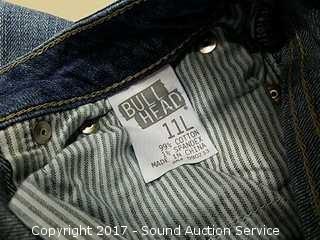 BULL
HEAD
11L
99% COTTON
1% SPANDEX
MADE IN CHINA
Copyright 2017 - Sound Auction Service